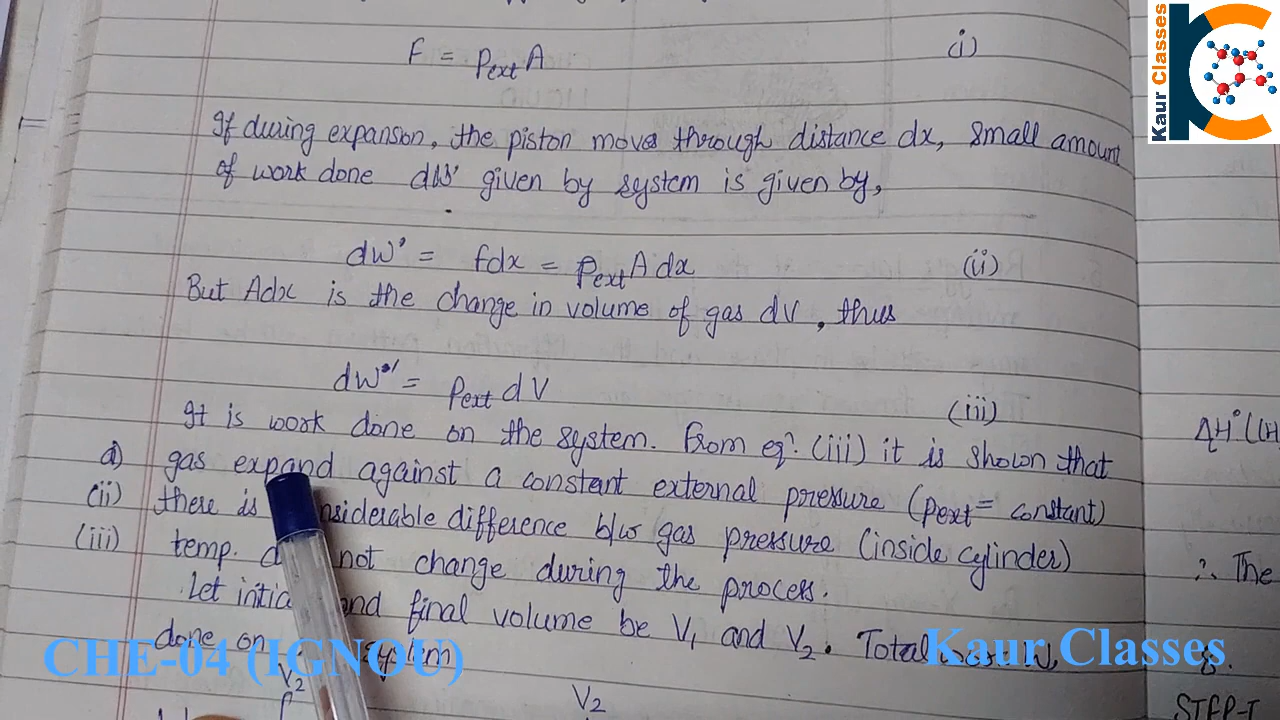 F = Pext A (i)
If during expansion, the piston moves through distance dx, small amount
of work done dW' given by system is given by,
dW' = fdx = Pext A dx (ii)
But Adx is the change in volume of gas dV, thus
dW' = Pext dV (iii)
It is work done on the system. From eqn. (iii) it is shown that
gas expand against a constant external pressure (Pext = constant)
(ii) there is considerable difference b/w gas pressure (inside cylinder)
(iii) temp. not change during the process.
Let and final volume be V1 and V2. Total
done on system
V2
V2
ΔH°(
∴ The
8.
STEP-I
Kaur Classes
CHE-04 (IGNOU)
Kaur Classes